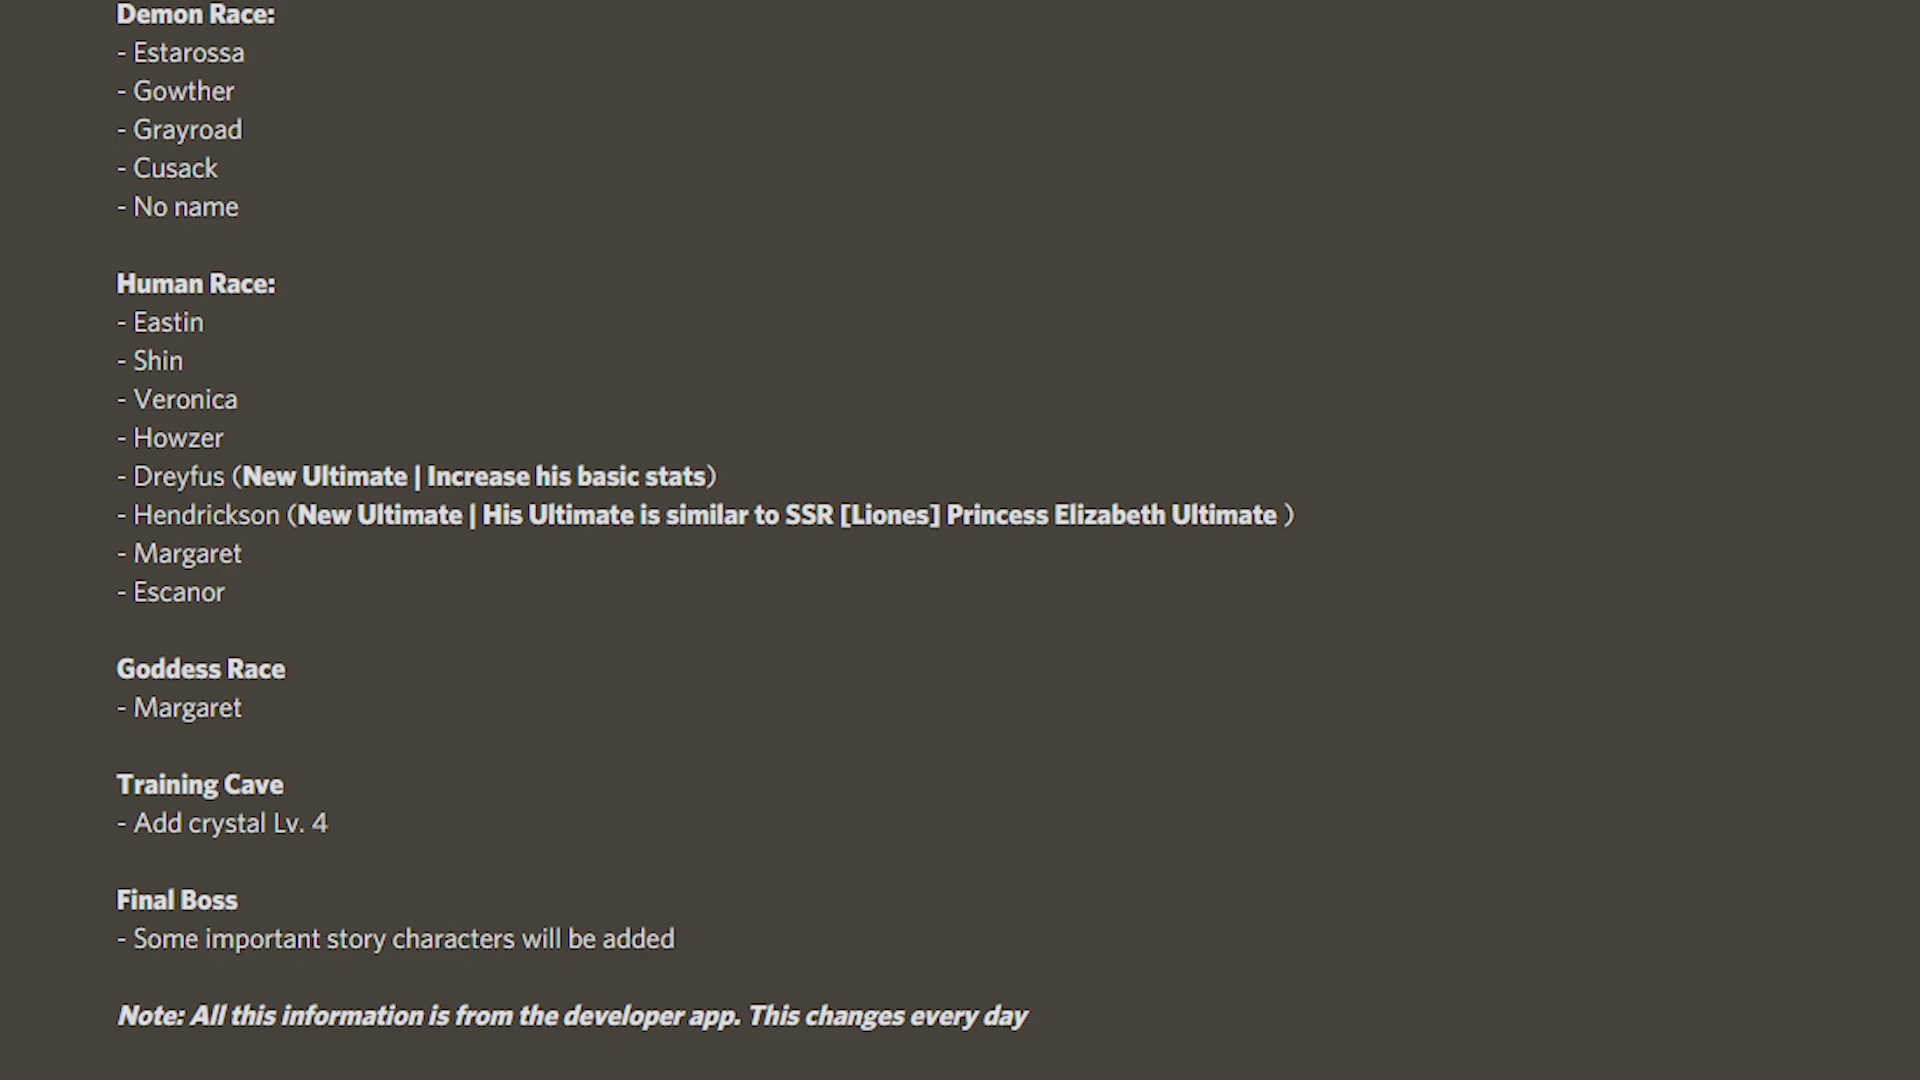 Demon Race:
- Estarossa
- Gowther
- Grayroad
- Cusack
- No name
Human Race:
- Eastin
- Shin
- Veronica
- Howzer
- Dreyfus (New Ultimate | Increase his basic stats)
- Hendrickson (New Ultimate | His Ultimate is similar to SSR [Liones] Princess Elizabeth Ultimate )
- Margaret
- Escanor
Goddess Race
- Margaret
Training Cave
- Add crystal Lv. 4
Final Boss
- Some important story characters will be added
Note: All this information is from the developer app. This changes every day